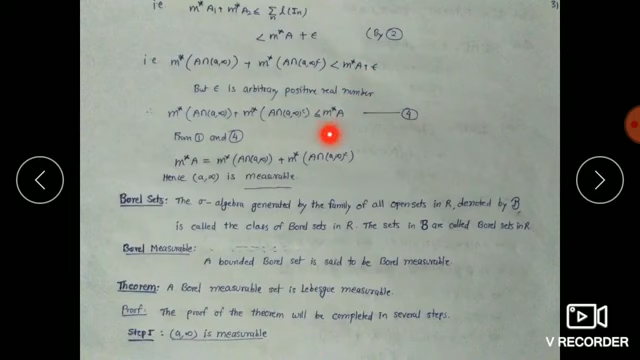 3)
i.e m*A₁ + m*A₂ ≤ Σ l(In)
n
< m*A + ϵ (By ②)
i.e m*(A∩(a,∞)) + m*(A∩(a,∞)ᶜ) < m*A + ϵ
But ϵ is arbitrary positive real number
∴ m*(A∩(a,∞)) + m*(A∩(a,∞)ᶜ) ≤ m*A —— ④
From ① and ④
m*A = m*(A∩(a,∞)) + m*(A∩(a,∞)ᶜ)
Hence (a,∞) is measurable.
Borel Sets: The σ-algebra generated by the family of all open sets in R, denoted by B,
is called the class of Borel sets in R. The sets in B are called Borel sets in R.
Borel Measurable:
A bounded Borel set is said to be Borel measurable.
Theorem: A Borel measurable set is Lebesgue measurable.
Proof: The proof of the theorem will be completed in several steps.
Step I: (a,∞) is measurable
V RECORDER